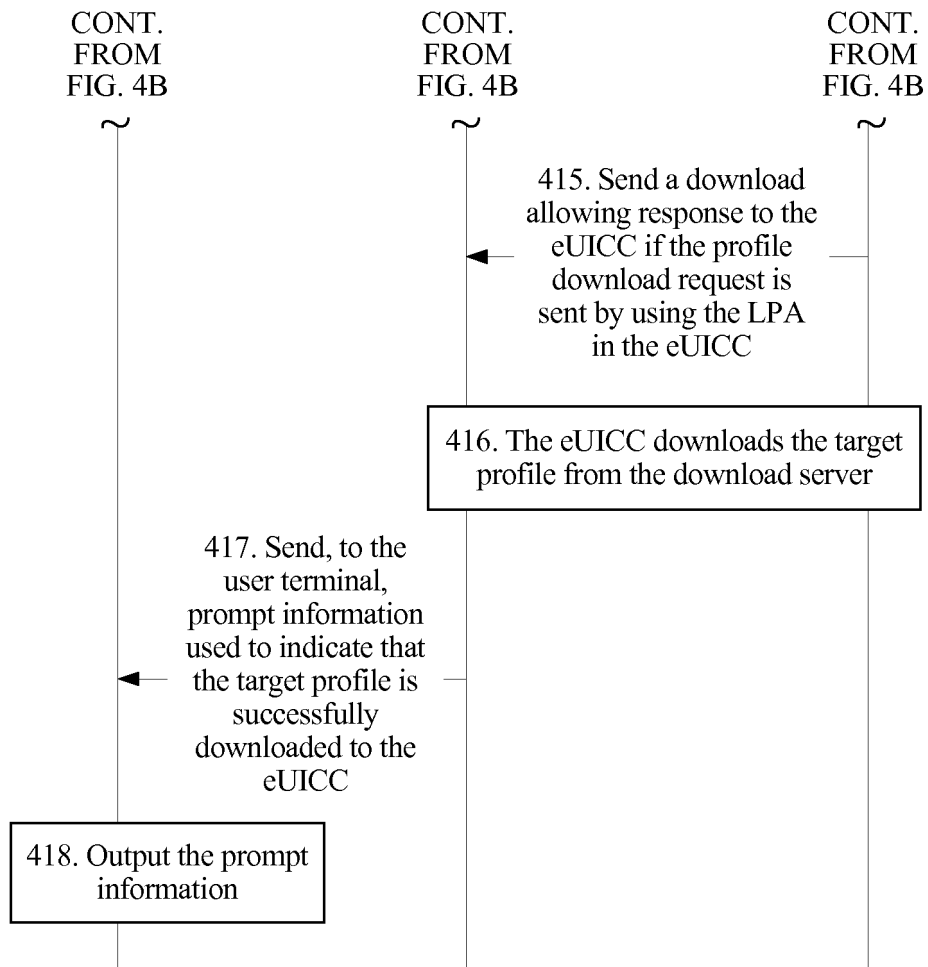 CONT.
FROM
FIG. 4B
CONT.
FROM
FIG. 4B
CONT.
FROM
FIG. 4B
415. Send a download
allowing response to the
eUICC if the profile
download request is
sent by using the LPA
in the eUICC
416. The eUICC downloads the target
profile from the download server
417. Send, to the
user terminal,
prompt information
used to indicate that
the target profile is
successfully
downloaded to the
eUICC
418. Output the prompt
information